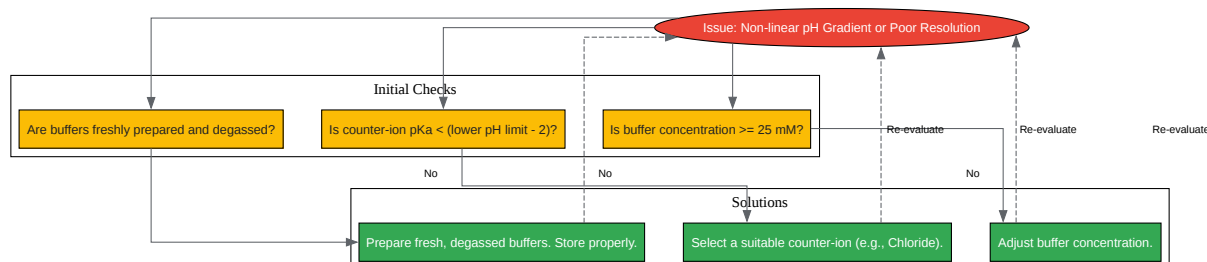 Issue: Non-linear pH Gradient or Poor Resolution
Initial Checks
Are buffers freshly prepared and degassed?
Is counter-ion pKa < (lower pH limit - 2)?
Is buffer concentration >= 25 mM?
Re-evaluate
Re-evaluate
Re-evaluate
No
No
No
Solutions
Prepare fresh, degassed buffers. Store properly.
Select a suitable counter-ion (e.g., Chloride).
Adjust buffer concentration.